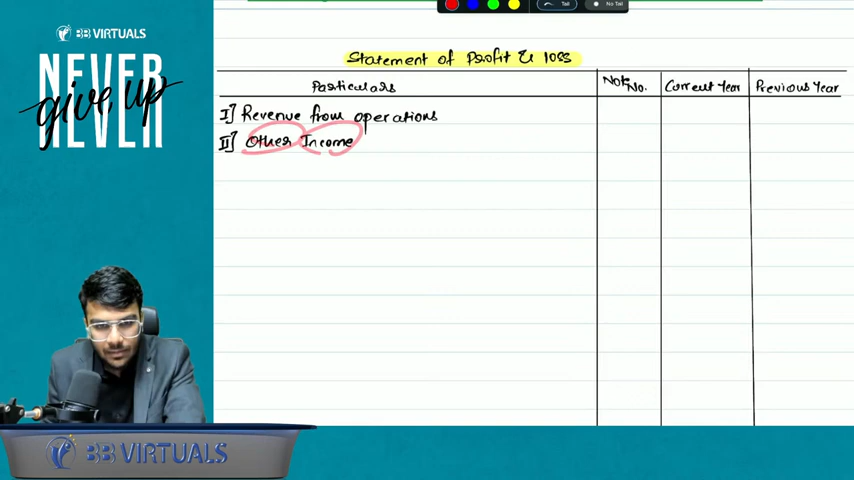 Tail
No Tail
BB VIRTUALS
NEVER
give up
NEVER
Statement of Profit & loss
Particulars
Note No.
Current Year
Previous Year
I] Revenue from operations
II] Other Income
BB VIRTUALS